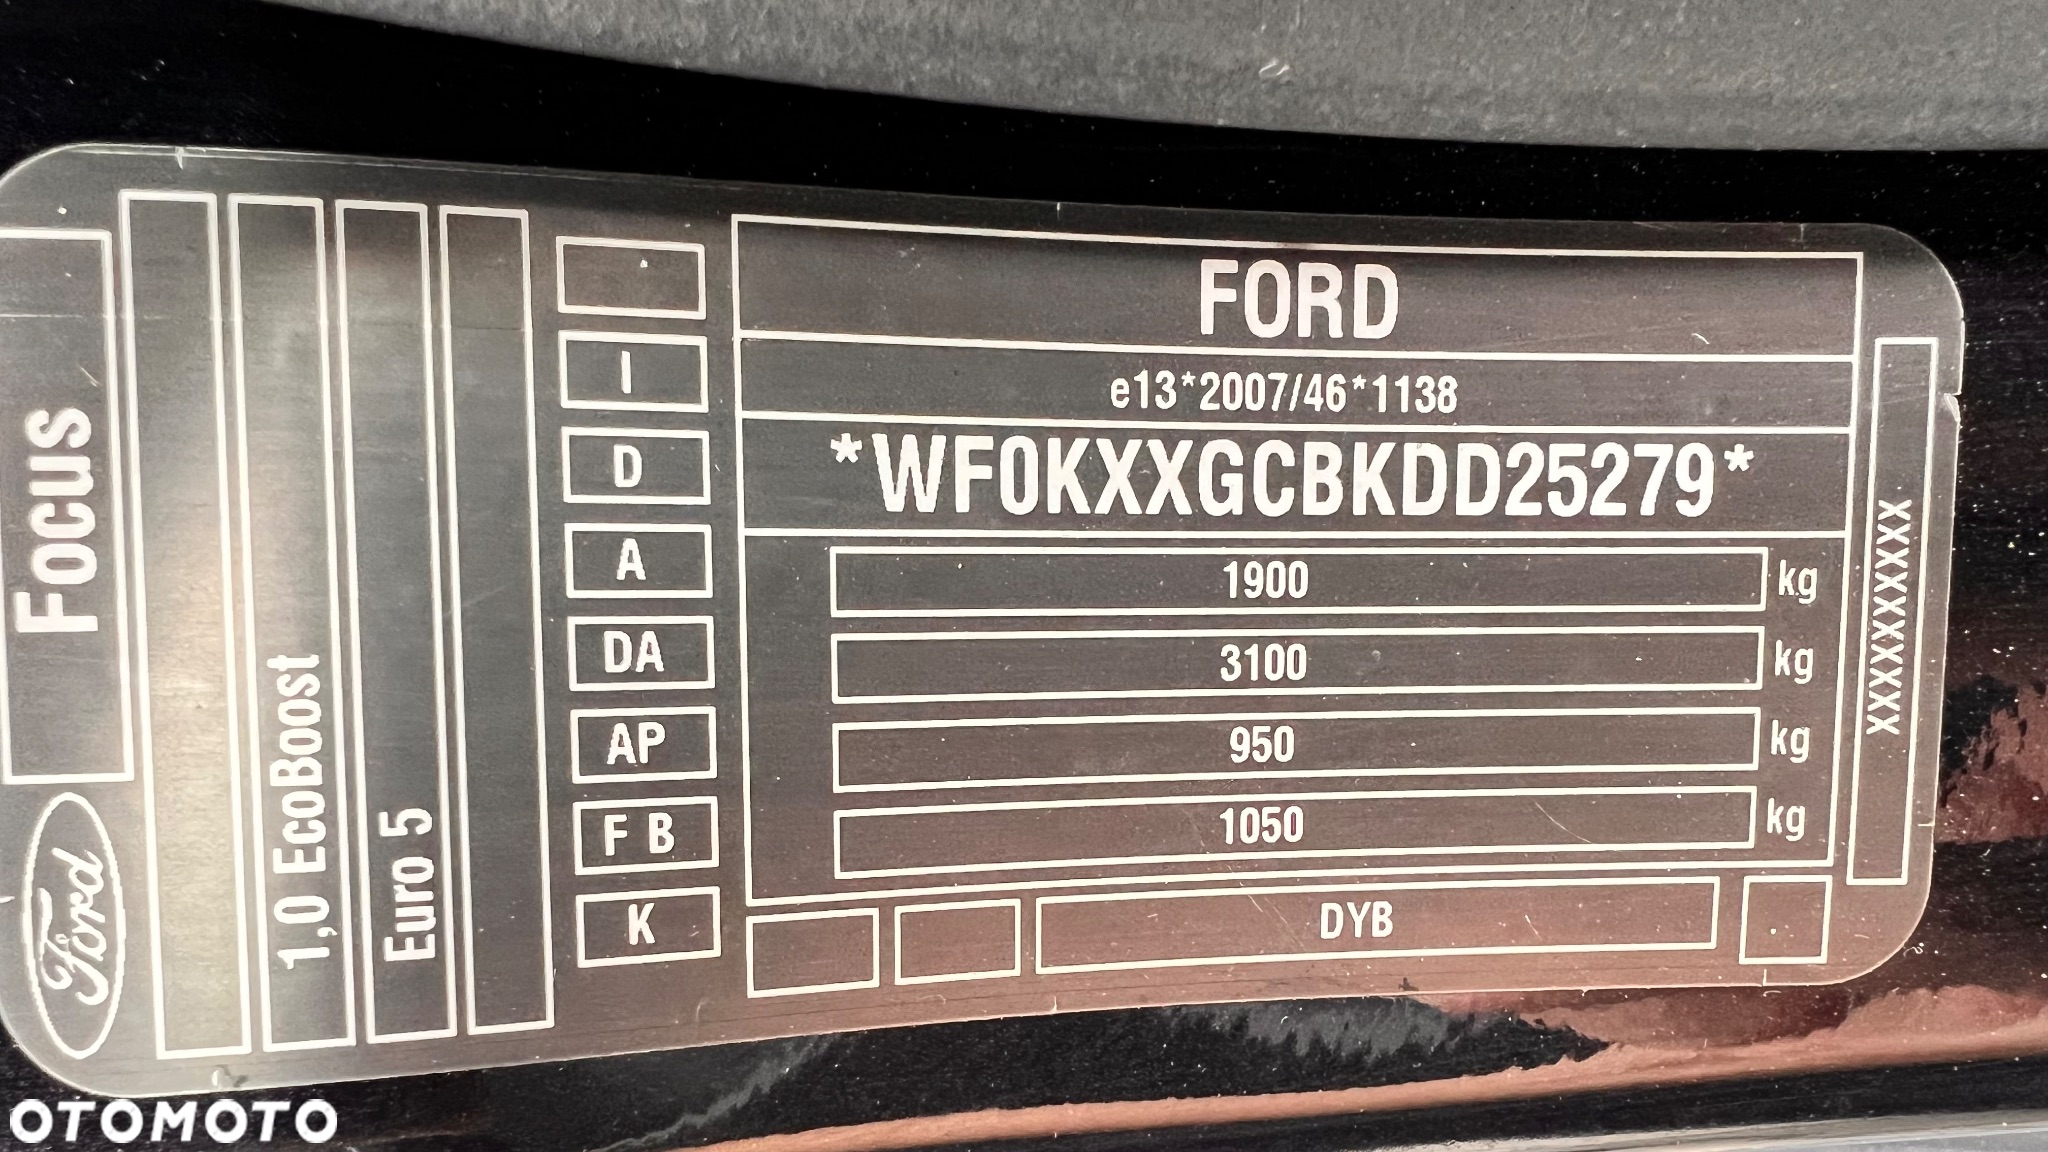 FORD
e13*2007/46*1138
*WF0KXXGCBKDD25279*
1900 kg
3100 kg
950 kg
1050 kg
DYB
XXXXXXXXXX
I
D
A
DA
AP
F B
K
Ford
Focus
1,0 EcoBoost
Euro 5
OTOMOTO